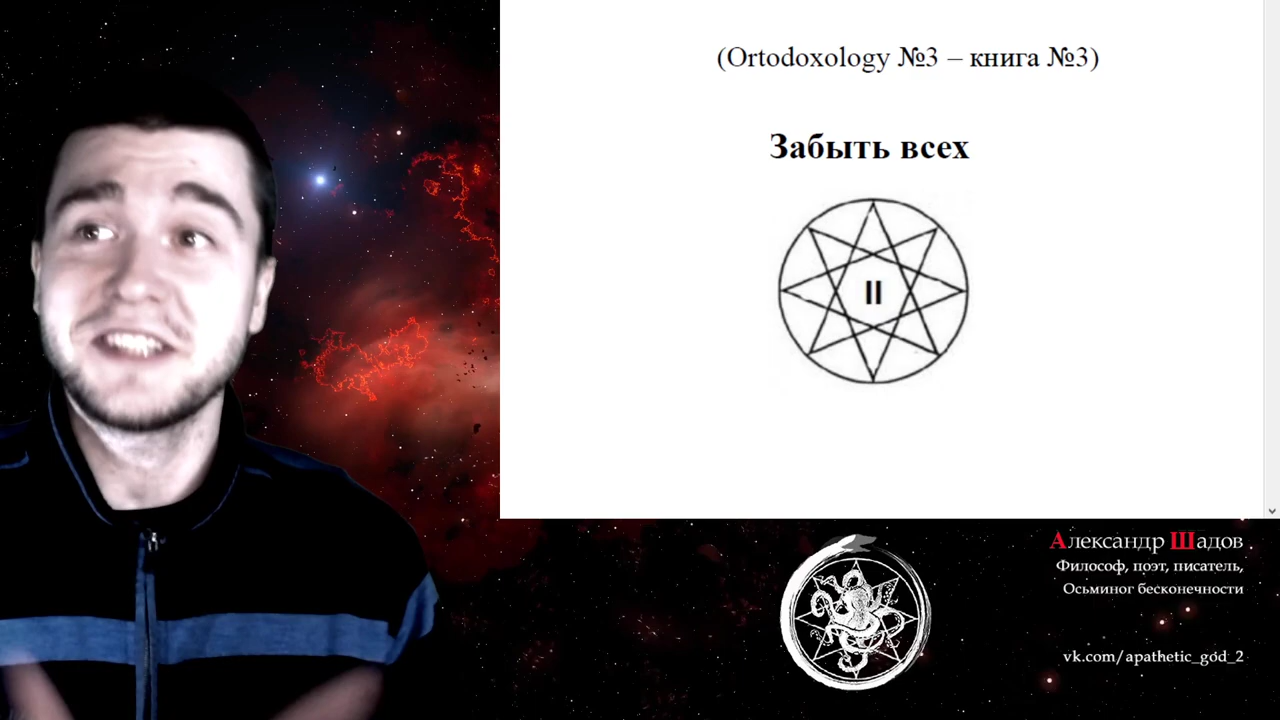 (Ortodoxology №3 – книга №3)
Забыть всех
II
Александр Шадов
Философ, поэт, писатель,
Осьминог бесконечности
vk.com/apathetic_god_2